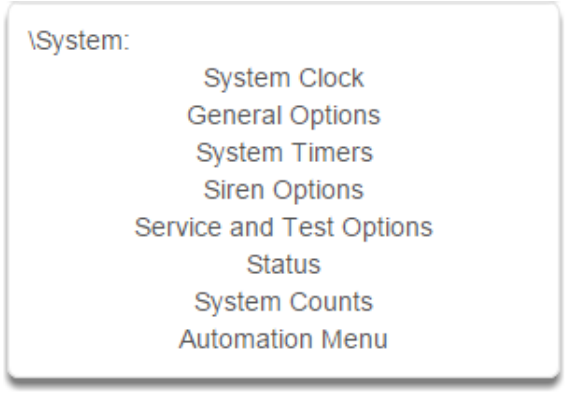 \System:
System Clock
General Options
System Timers
Siren Options
Service and Test Options
Status
System Counts
Automation Menu